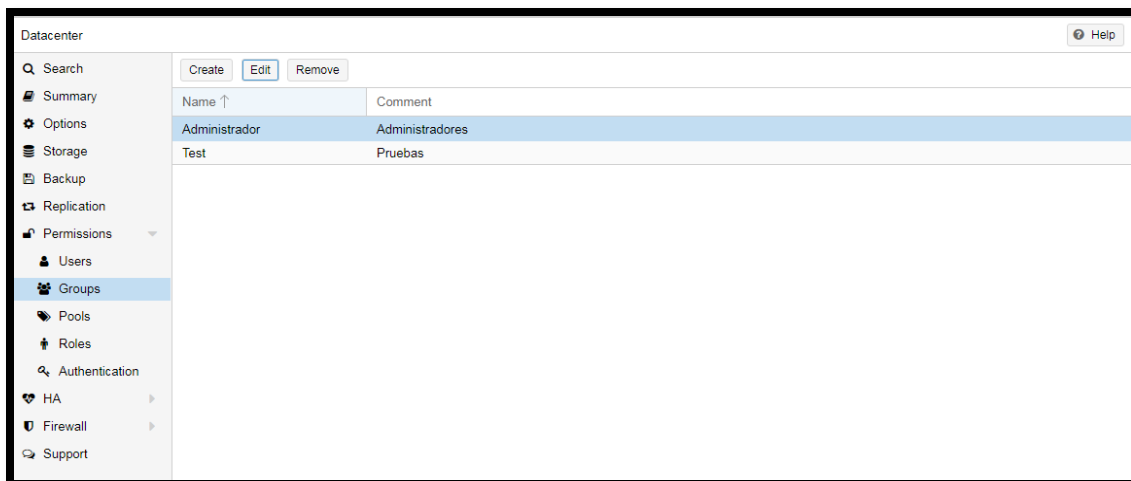 Datacenter
Help
Search
Summary
Options
Storage
Backup
Replication
Permissions
Users
Groups
Pools
Roles
Authentication
HA
Firewall
Support
Create Edit Remove
Name Comment
Administrador Administradores
Test Pruebas